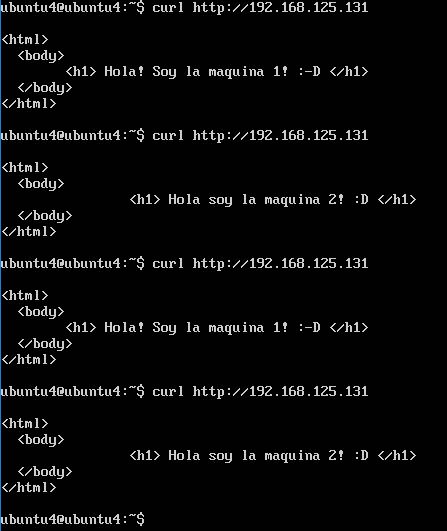 ubuntu4@ubuntu4:~$ curl http://192.168.125.131
<html>
<body>
<h1> Hola! Soy la maquina 1! :-D </h1>
</body>
</html>
ubuntu4@ubuntu4:~$ curl http://192.168.125.131
<html>
<body>
<h1> Hola soy la maquina 2! :D </h1>
</body>
</html>
ubuntu4@ubuntu4:~$ curl http://192.168.125.131
<html>
<body>
<h1> Hola! Soy la maquina 1! :-D </h1>
</body>
</html>
ubuntu4@ubuntu4:~$ curl http://192.168.125.131
<html>
<body>
<h1> Hola soy la maquina 2! :D </h1>
</body>
</html>
ubuntu4@ubuntu4:~$